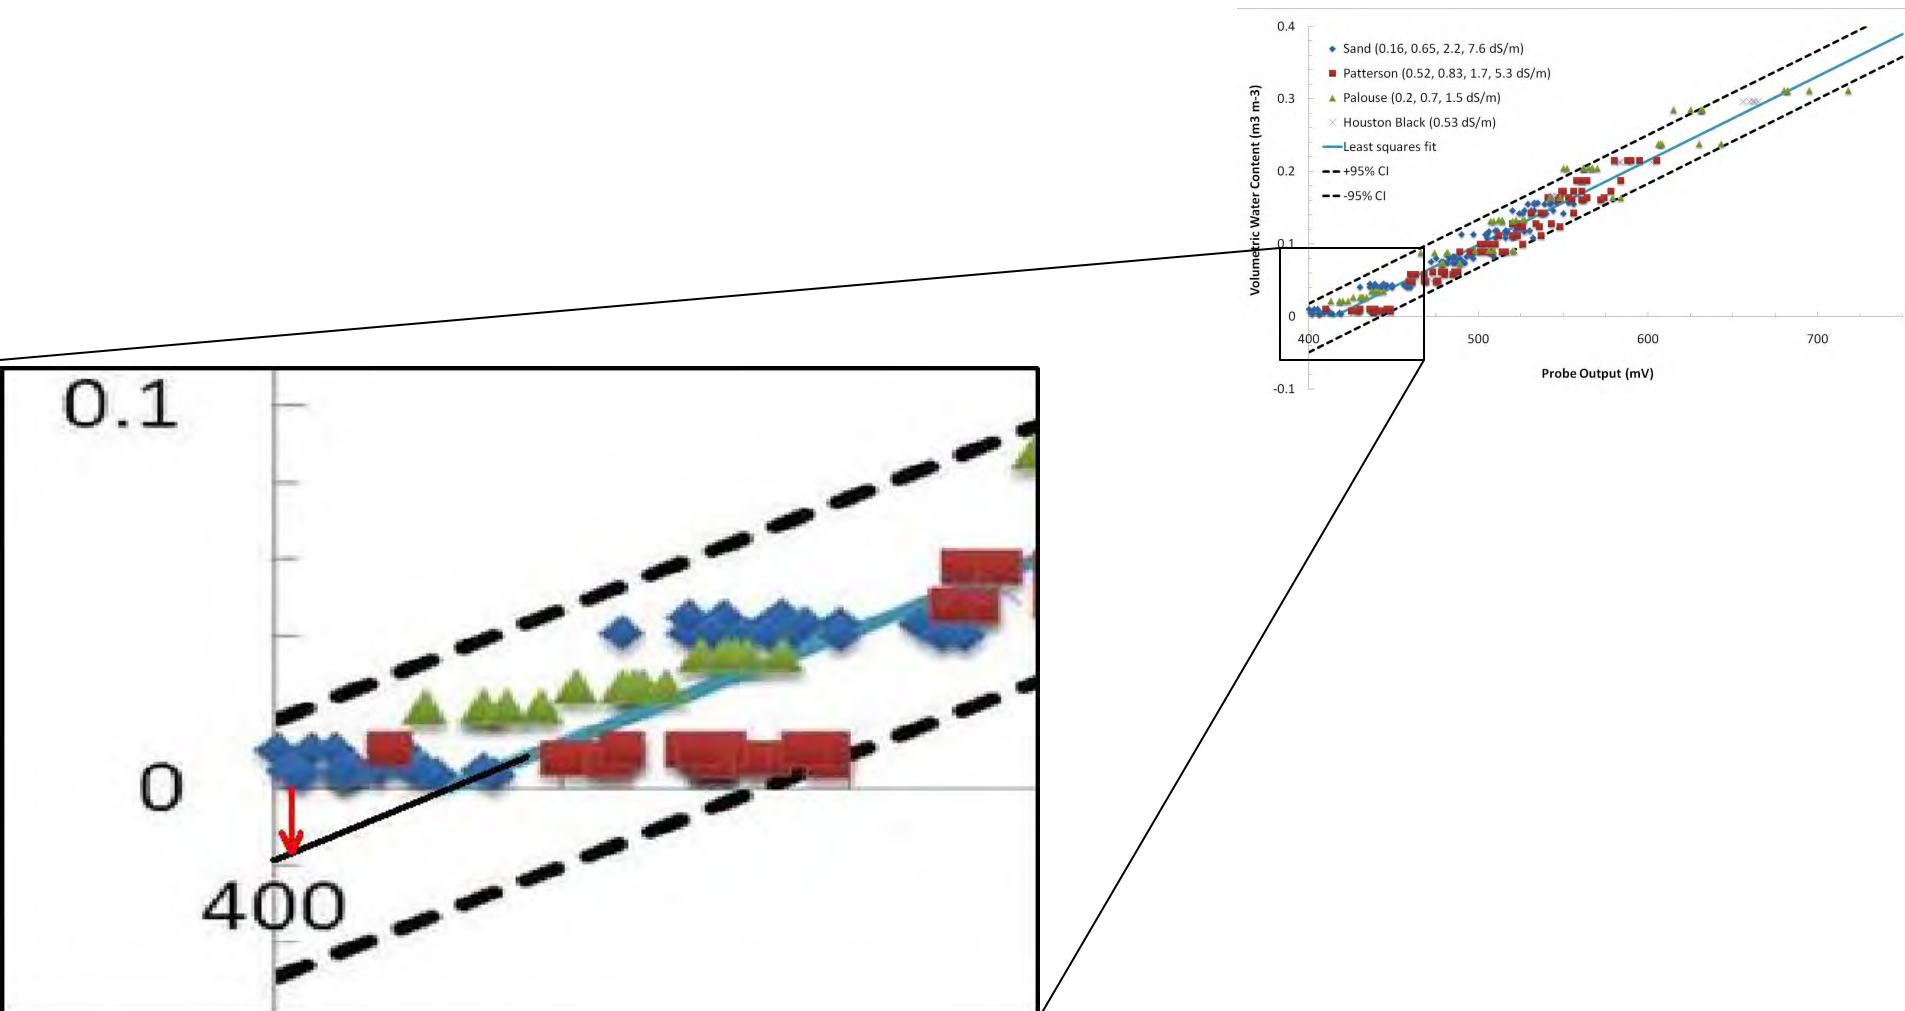 0.4
Sand (0.16, 0.65, 2.2, 7.6 dS/m)
Patterson (0.52, 0.83, 1.7, 5.3 dS/m)
0.3
Palouse (0.2, 0.7, 1.5 dS/m)
Houston Black (0.53 dS/m)
Least squares fit
0.2
+95% CI
-95% CI
0.1
0
400
500
600
700
-0.1
Volumetric Water Content (m3 m-3)
Probe Output (mV)
0.1
0
400